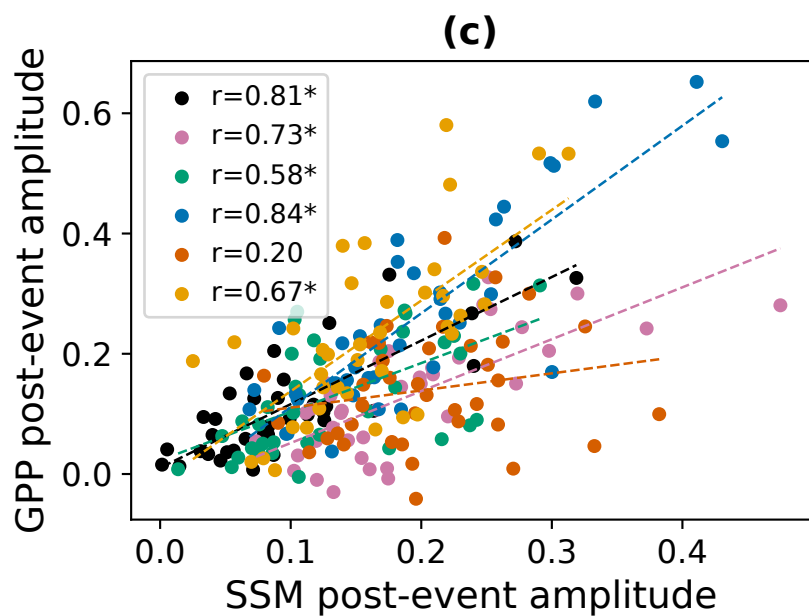 (c)
GPP post-event amplitude
0.6
0.4
0.2
0.0
r=0.81*
r=0.73*
r=0.58*
r=0.84*
r=0.20
r=0.67*
0.0 0.1 0.2 0.3 0.4
SSM post-event amplitude